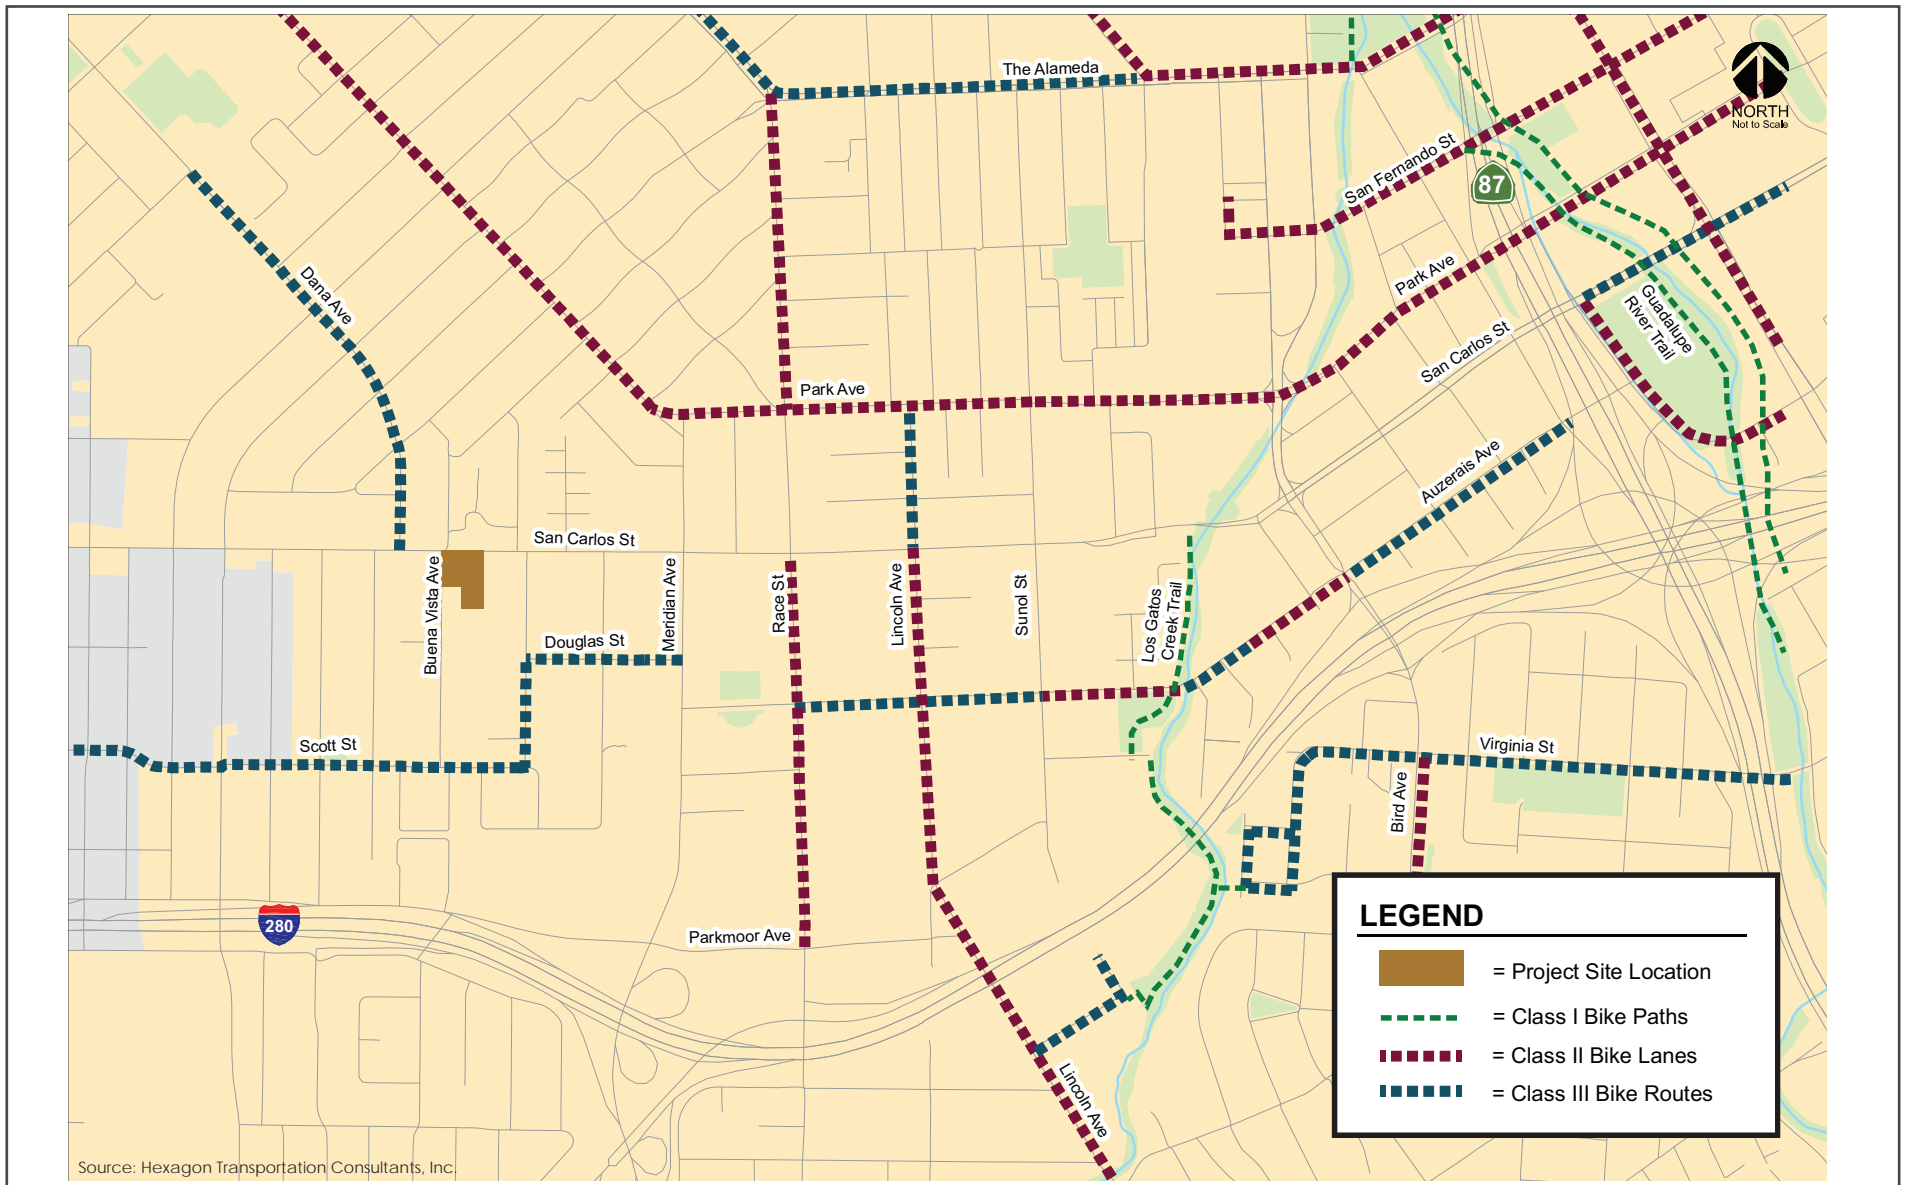 The Alameda
NORTH
Not to Scale
San Fernando St
87
Dana Ave
Park Ave
Guadalupe
River Trail
San Carlos St
Park Ave
Auzerais Ave
San Carlos St
Buena Vista Ave
Meridian Ave
Race St
Lincoln Ave
Sunol St
Los Gatos
Creek Trail
Douglas St
Scott St
Virginia St
Bird Ave
280
Parkmoor Ave
Lincoln Ave
LEGEND
= Project Site Location
= Class I Bike Paths
= Class II Bike Lanes
= Class III Bike Routes
Source: Hexagon Transportation Consultants, Inc.